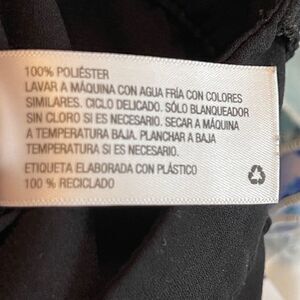 100% POLIÉSTER
LAVAR A MÁQUINA CON AGUA FRÍA CON COLORES
SIMILARES. CICLO DELICADO. SÓLO BLANQUEADOR
SIN CLORO SI ES NECESARIO. SECAR A MÁQUINA
A TEMPERATURA BAJA. PLANCHAR A BAJA
TEMPERATURA SI ES NECESARIO.
ETIQUETA ELABORADA CON PLÁSTICO
100 % RECICLADO